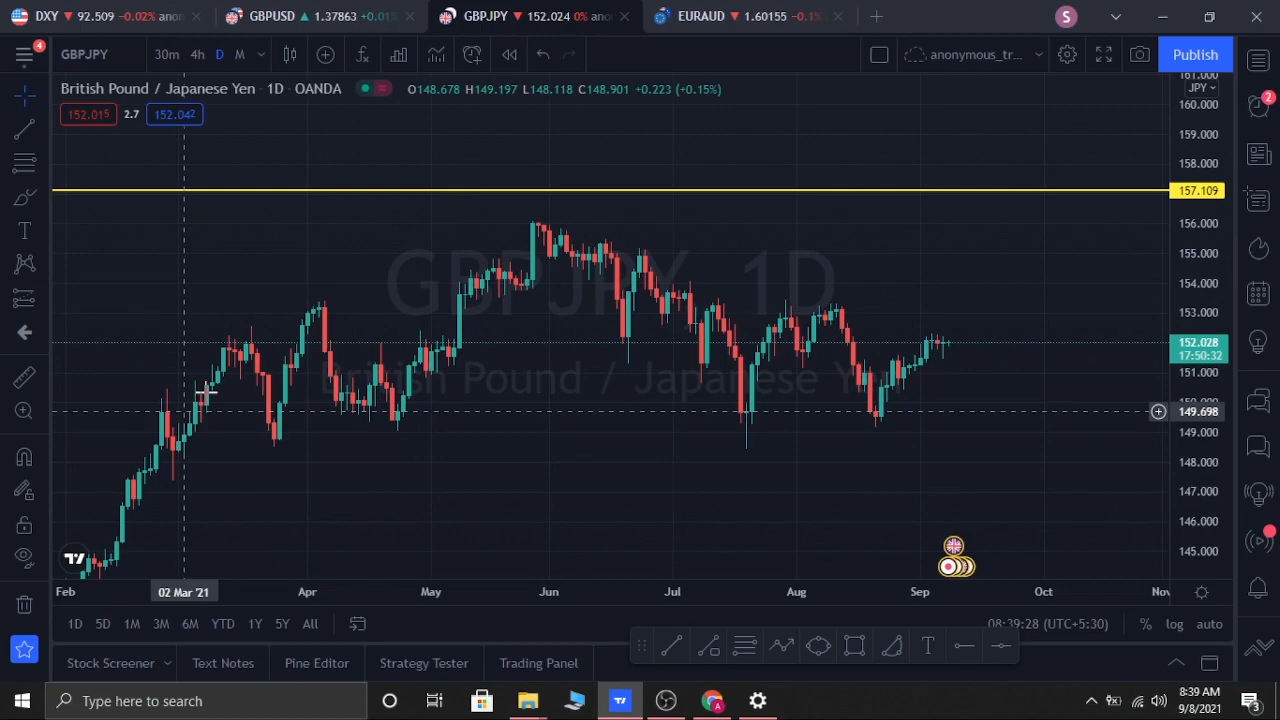 DXY ▼ 92.509 −0.02% anon
GBPUSD ▲ 1.37863 +0.01%
GBPJPY ▼ 152.024 0% ano
EURAUD ▼ 1.60155 −0.1%
S
4
GBPJPY 30m 4h D M
anonymous_tr... Publish
British Pound / Japanese Yen · 1D · OANDA O148.678 H149.197 L148.118 C148.901 +0.223 (+0.15%)
152.015 2.7 152.042
GBPJPY, 1D
British Pound / Japanese Yen
161.000
JPY
160.000
159.000
158.000
157.109
156.000
155.000
154.000
153.000
152.028
17:50:32
151.000
150.000
149.698
149.000
148.000
147.000
146.000
145.000
2
Feb 02 Mar '21 Apr May Jun Jul Aug Sep Oct Nov
1D 5D 1M 3M 6M YTD 1Y 5Y All
08:39:28 (UTC+5:30) % log auto
Stock Screener Text Notes Pine Editor Strategy Tester Trading Panel
Type here to search
8:39 AM
9/8/2021
3